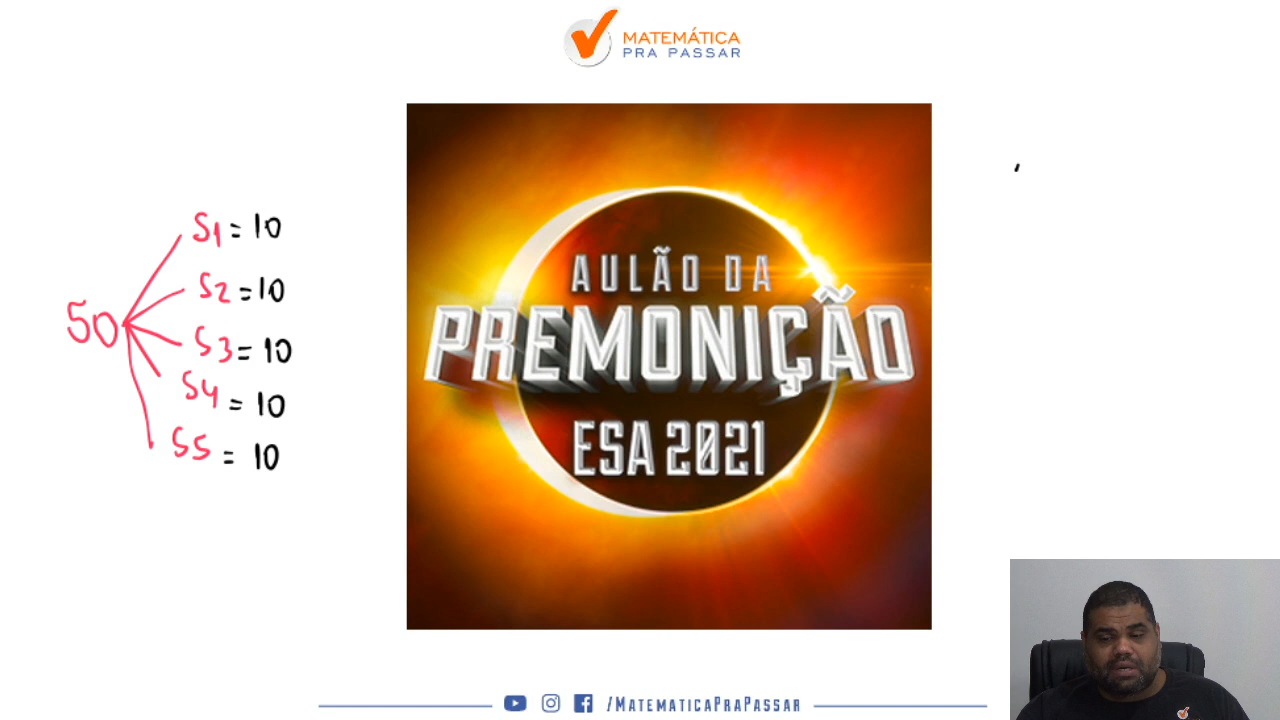 MATEMÁTICA
PRA PASSAR
50
S1 = 10
S2 = 10
S3 = 10
S4 = 10
S5 = 10
AULÃO DA
PREMONIÇÃO
ESA 2021
/MATEMATICAPRAPASSAR